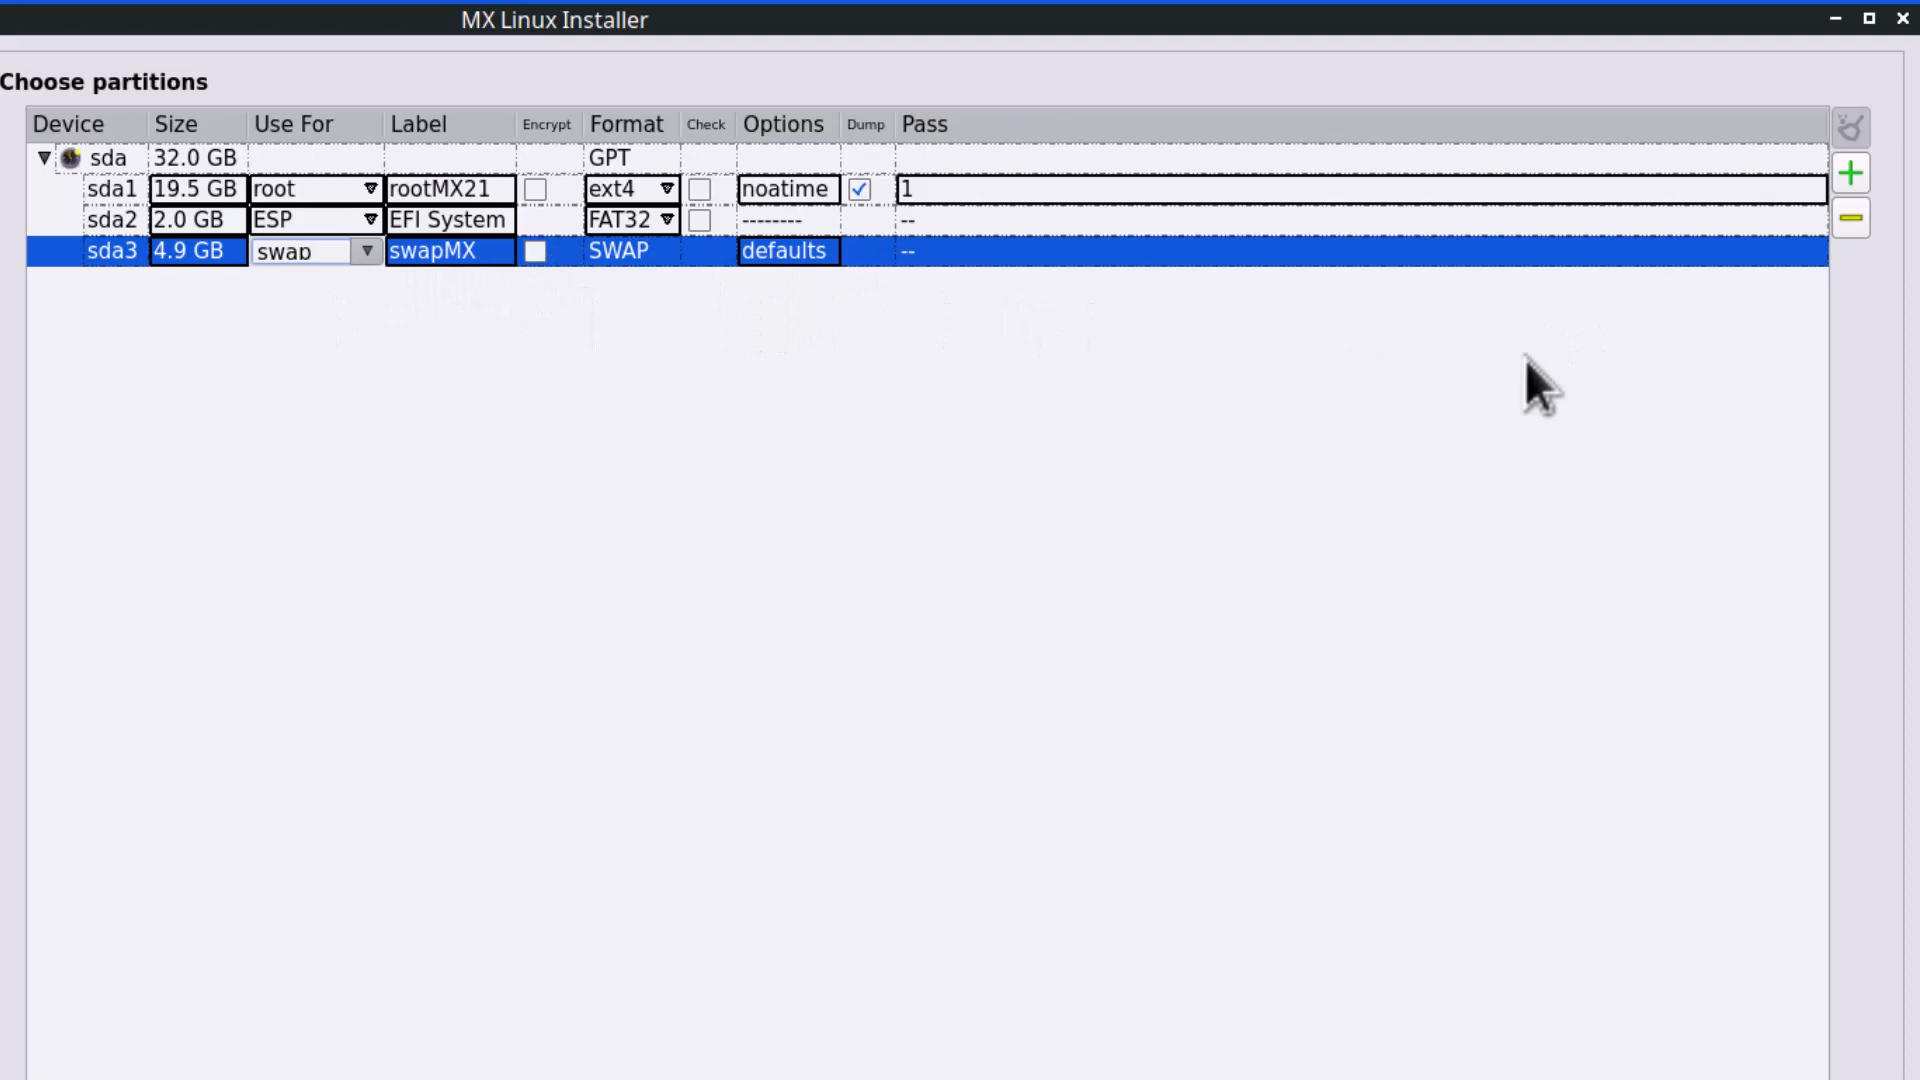 MX Linux Installer
Choose partitions
Device Size Use For Label Encrypt Format Check Options Dump Pass
sda 32.0 GB GPT
sda1 19.5 GB root rootMX21 ext4 noatime 1
sda2 2.0 GB ESP EFI System FAT32 -------- --
sda3 4.9 GB swap swapMX SWAP defaults --